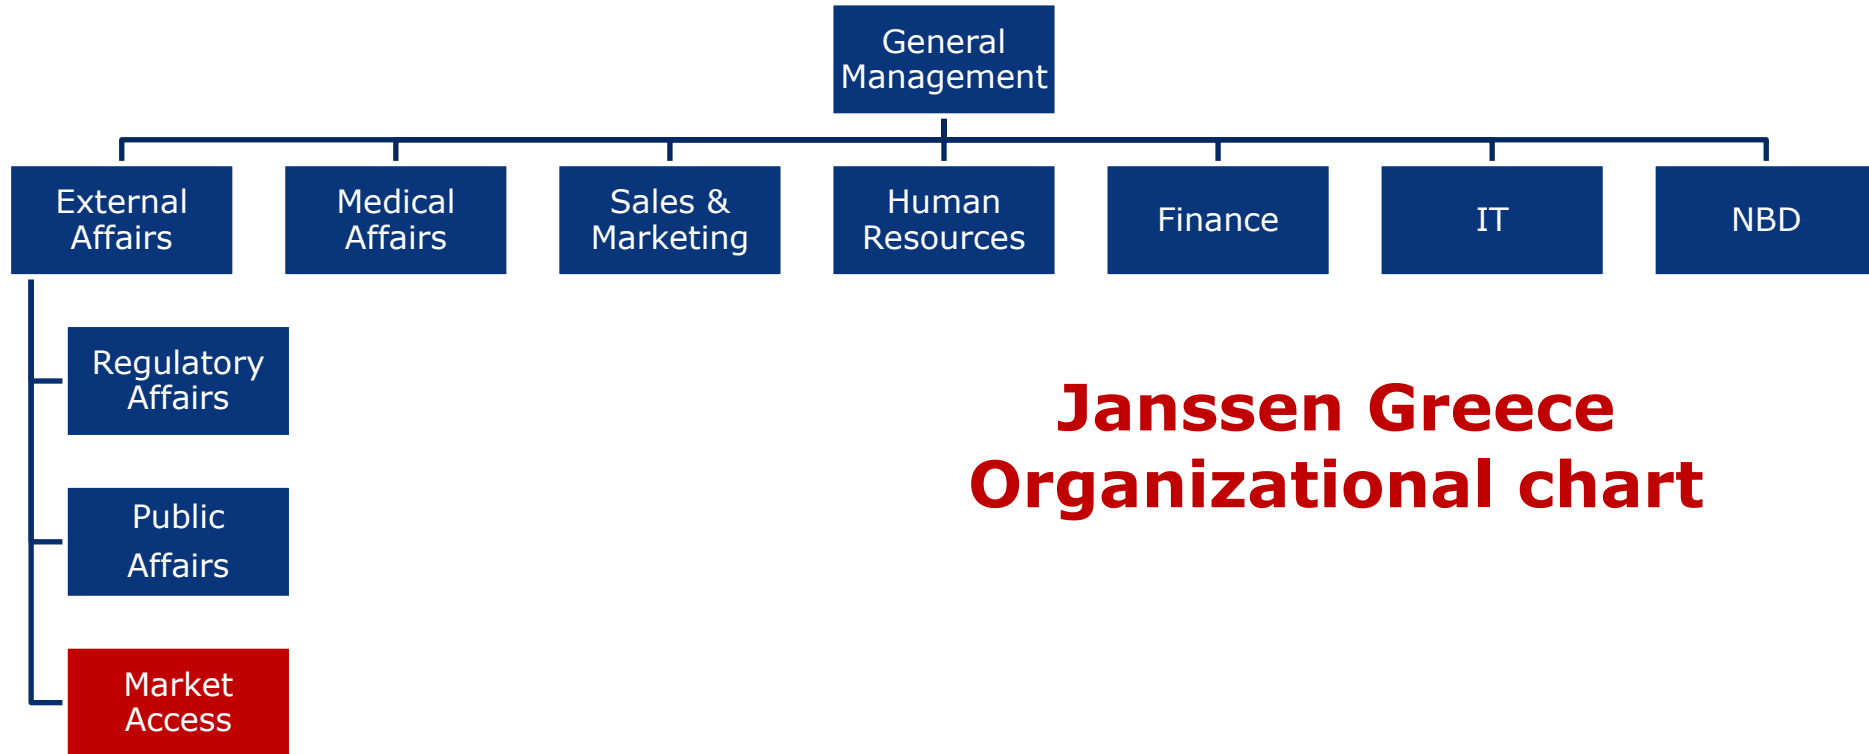 General
Management
External
Affairs
Medical
Affairs
Sales &
Marketing
Human
Resources
Finance
IT
NBD
Regulatory
Affairs
Public
Affairs
Market
Access
Janssen Greece
Organizational chart